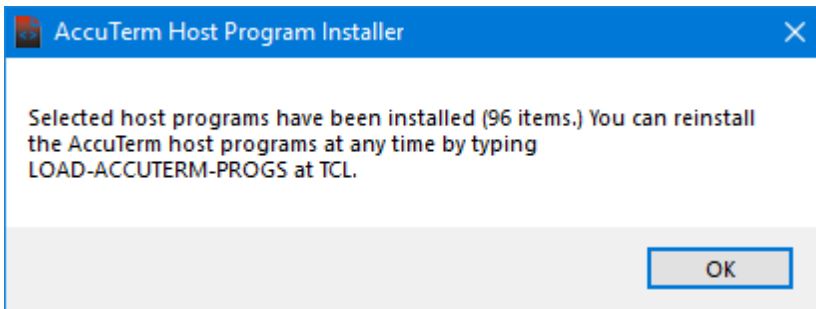 AccuTerm Host Program Installer
Selected host programs have been installed (96 items.) You can reinstall
the AccuTerm host programs at any time by typing
LOAD-ACCUTERM-PROGS at TCL.
OK